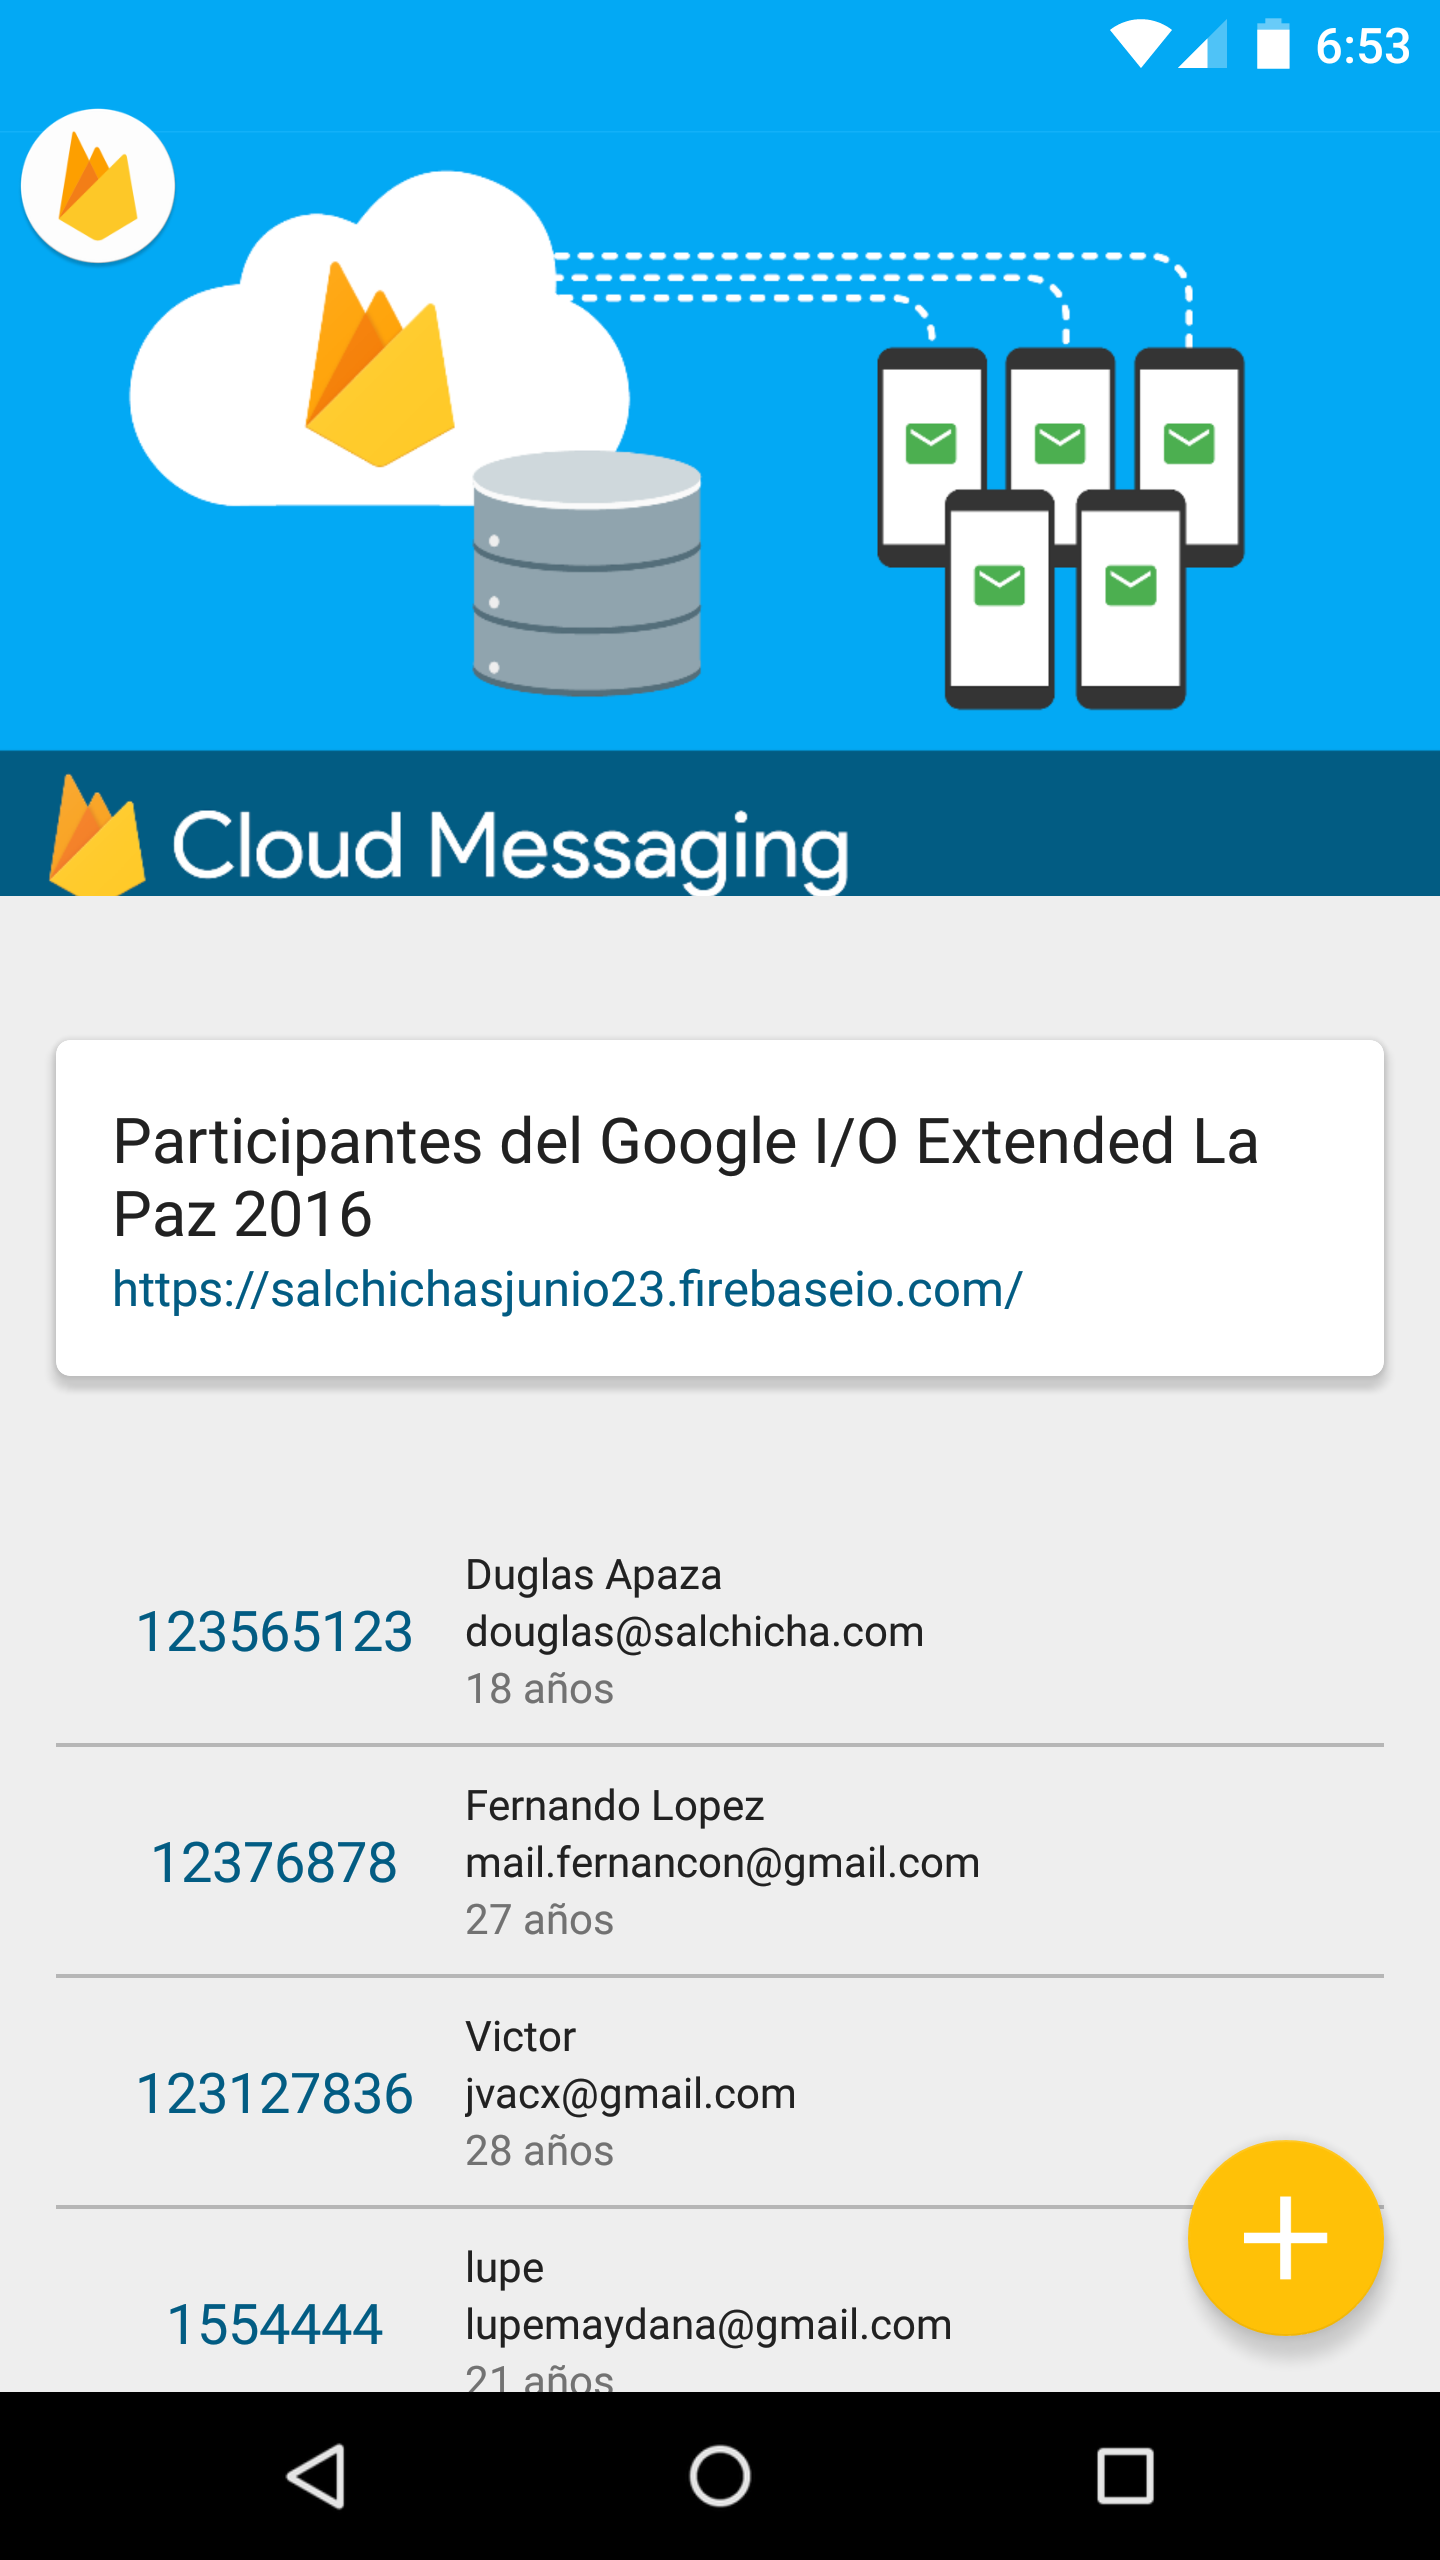 6:53
Cloud Messaging
Participantes del Google I/O Extended La
Paz 2016
https://salchichasjunio23.firebaseio.com/
Duglas Apaza
123565123
douglas@salchicha.com
18 años
Fernando Lopez
12376878
mail.fernancon@gmail.com
27 años
Victor
123127836
jvacx@gmail.com
28 años
lupe
1554444
lupemaydana@gmail.com
21 años